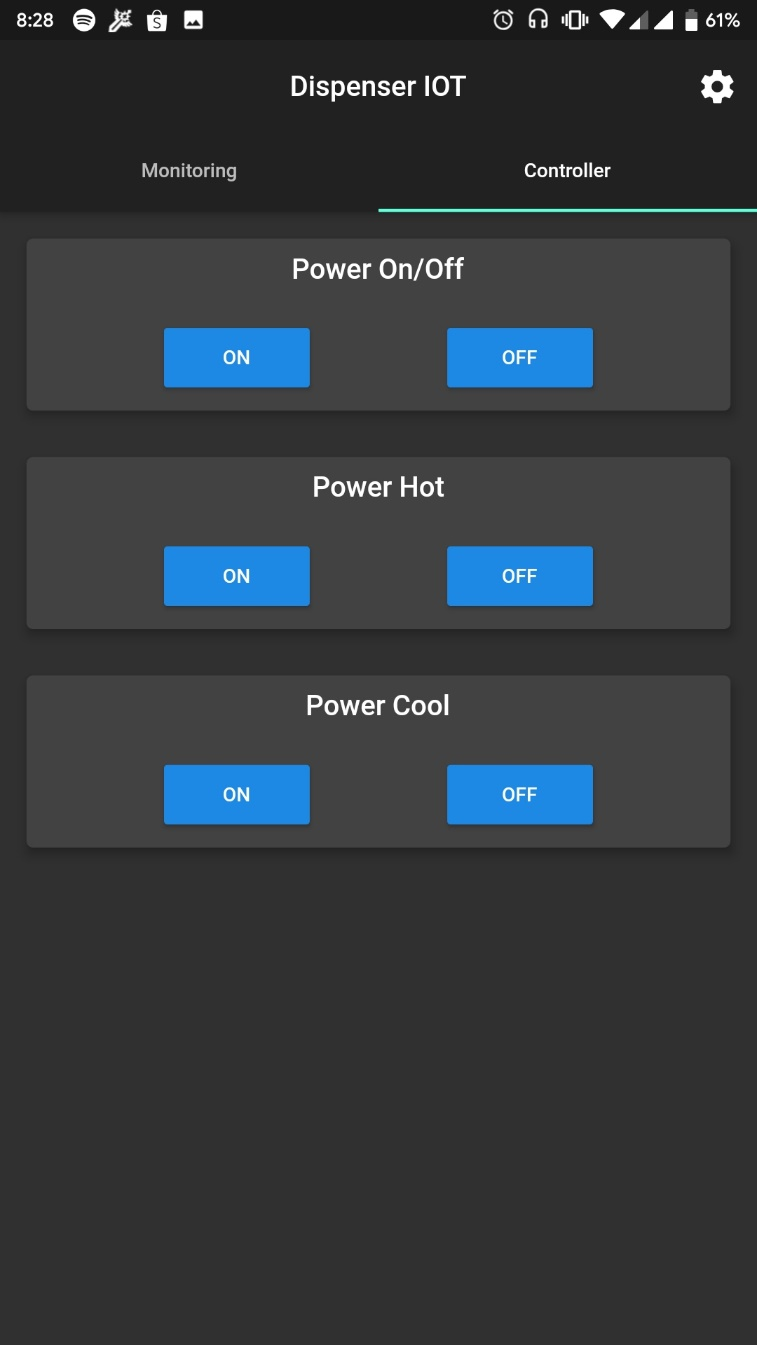 8:28 61%
Dispenser IOT
Monitoring Controller
Power On/Off
ON OFF
Power Hot
ON OFF
Power Cool
ON OFF